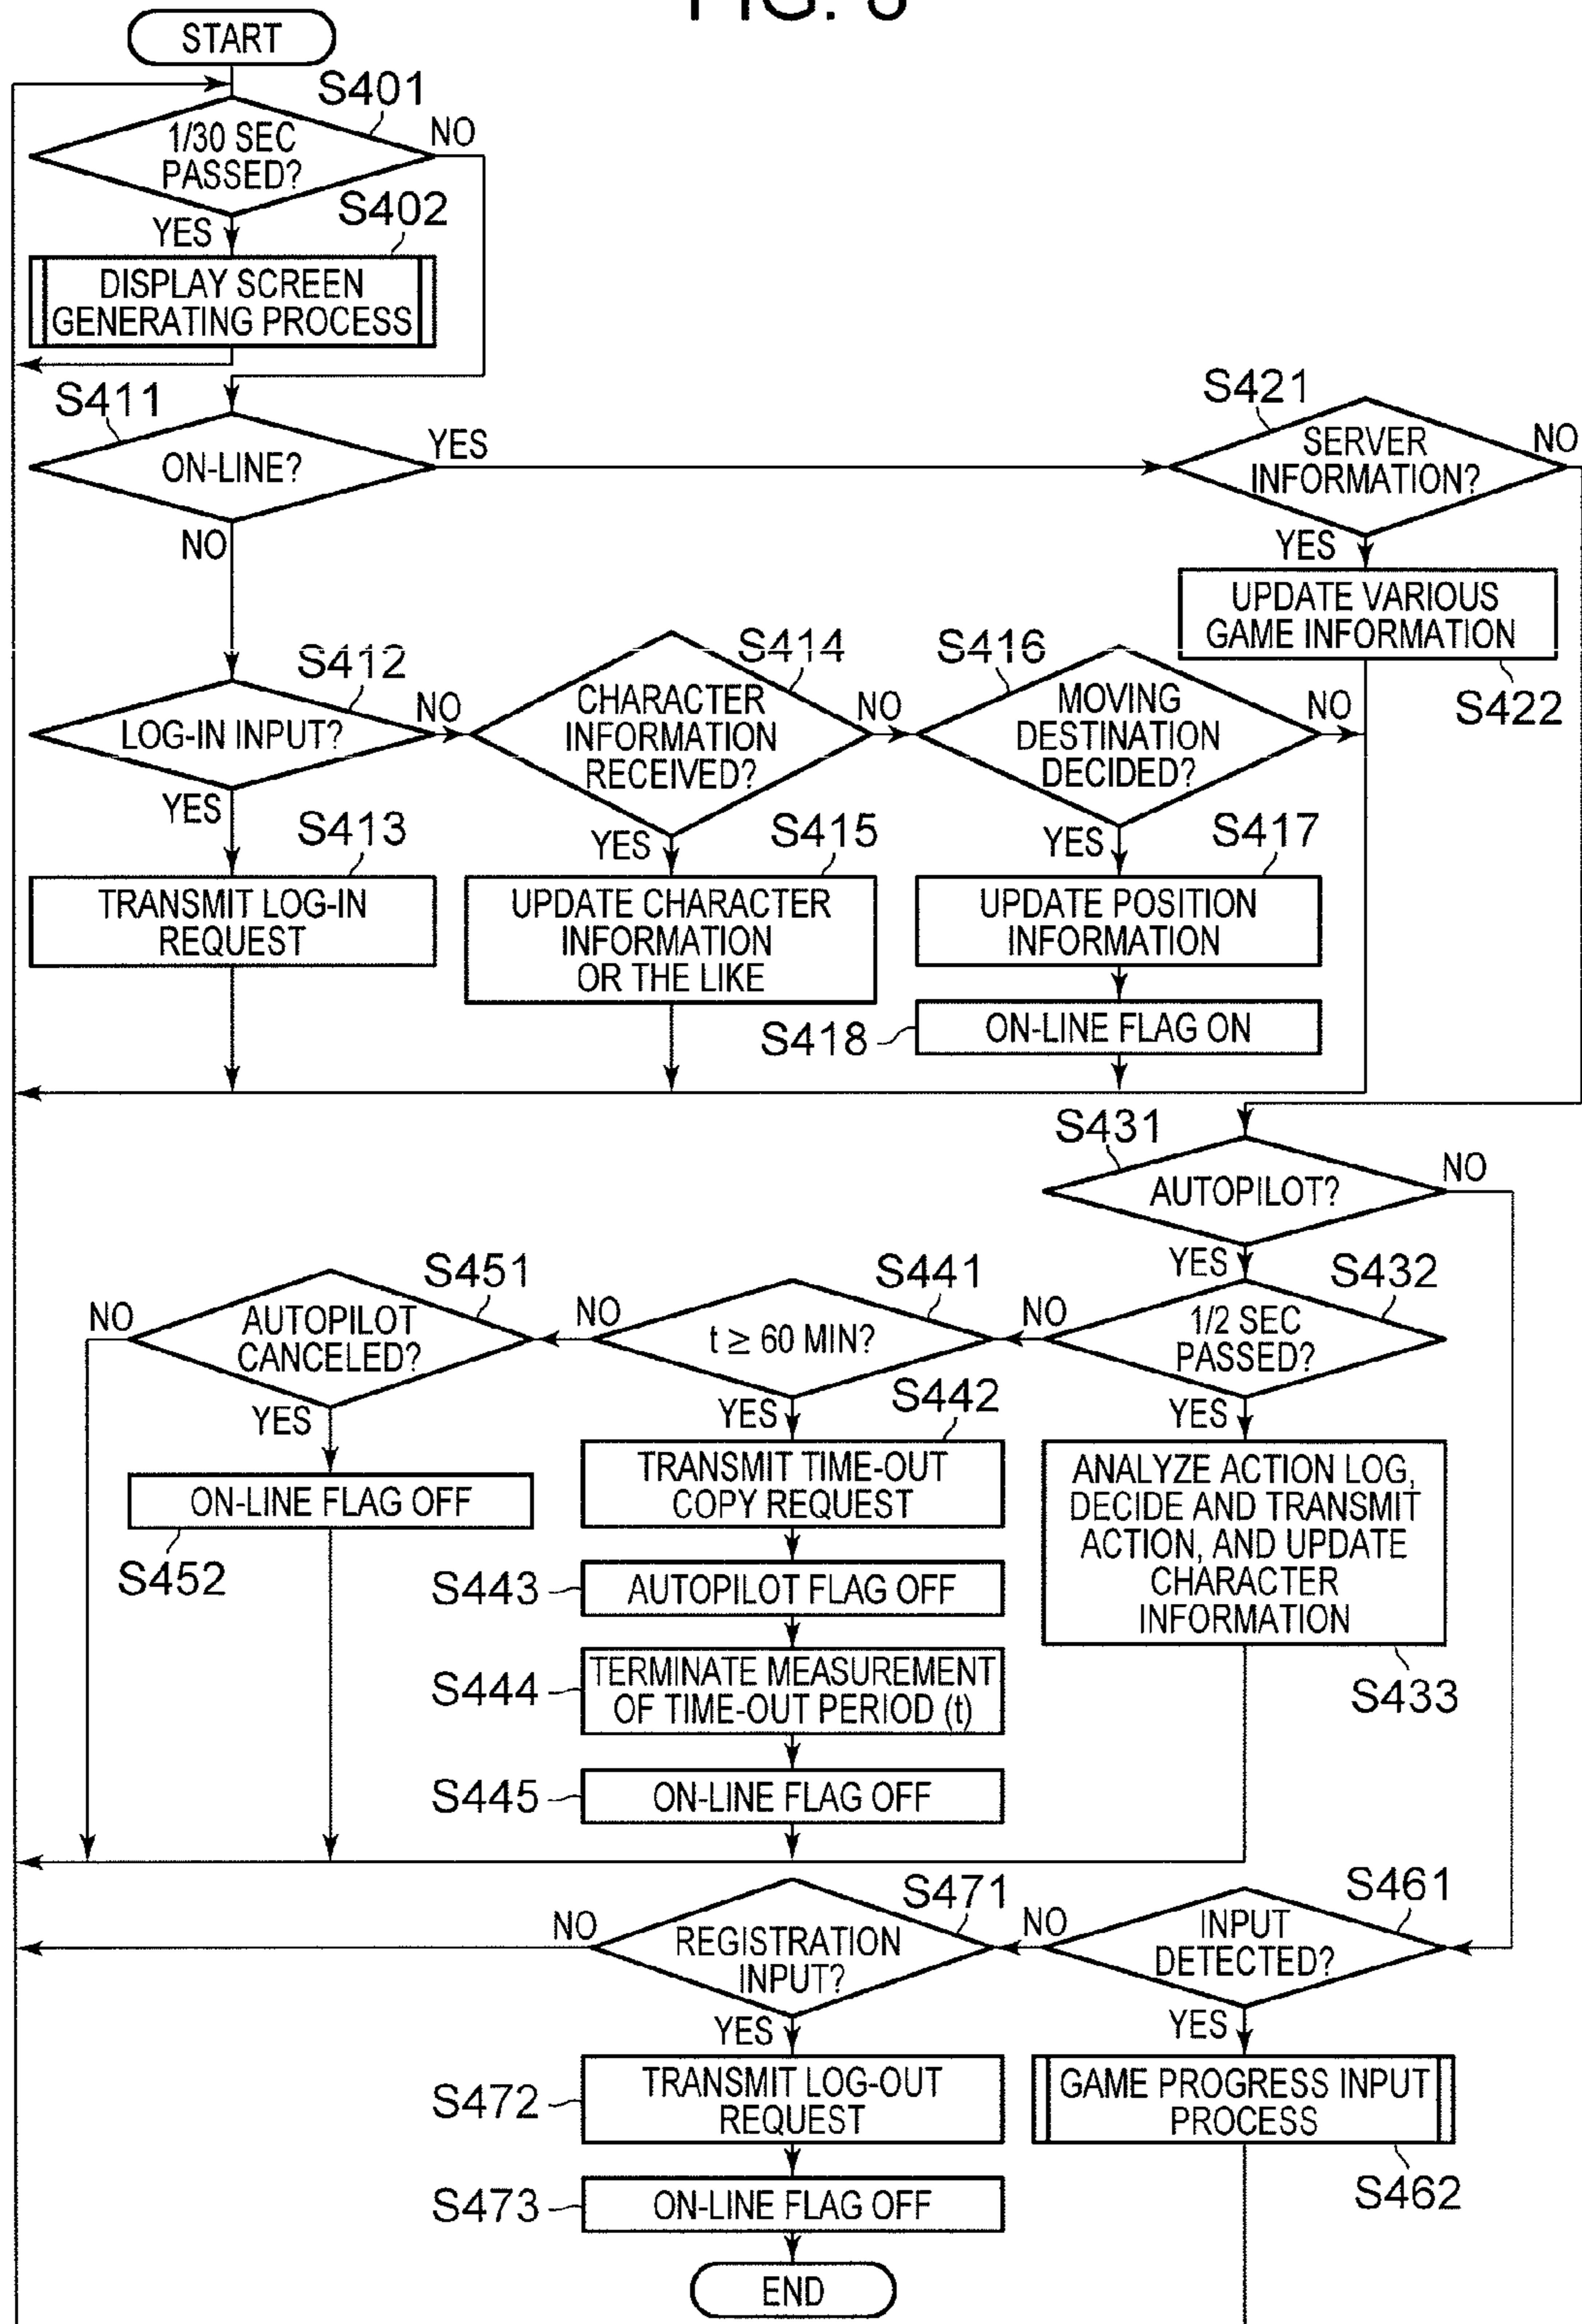 START
S401
1/30 SEC
PASSED?
NO
YES
S402
DISPLAY SCREEN
GENERATING PROCESS
S411
ON-LINE?
YES
NO
S421
SERVER
INFORMATION?
NO
YES
UPDATE VARIOUS
GAME INFORMATION
S422
S412
LOG-IN INPUT?
NO
YES
S413
TRANSMIT LOG-IN
REQUEST
S414
CHARACTER
INFORMATION
RECEIVED?
NO
YES
S415
UPDATE CHARACTER
INFORMATION
OR THE LIKE
S416
MOVING
DESTINATION
DECIDED?
NO
YES
S417
UPDATE POSITION
INFORMATION
S418
ON-LINE FLAG ON
S431
AUTOPILOT?
NO
YES
S432
1/2 SEC
PASSED?
NO
YES
ANALYZE ACTION LOG,
DECIDE AND TRANSMIT
ACTION, AND UPDATE
CHARACTER
INFORMATION
S433
S441
t ≥ 60 MIN?
NO
YES
S442
TRANSMIT TIME-OUT
COPY REQUEST
S443
AUTOPILOT FLAG OFF
S444
TERMINATE MEASUREMENT
OF TIME-OUT PERIOD (t)
S445
ON-LINE FLAG OFF
S451
AUTOPILOT
CANCELED?
NO
YES
ON-LINE FLAG OFF
S452
S461
INPUT
DETECTED?
NO
YES
GAME PROGRESS INPUT
PROCESS
S462
S471
REGISTRATION
INPUT?
NO
YES
S472
TRANSMIT LOG-OUT
REQUEST
S473
ON-LINE FLAG OFF
END